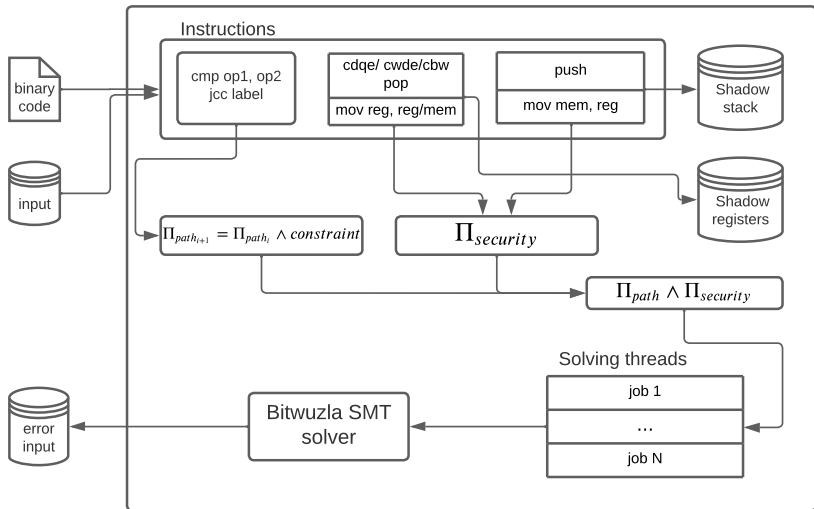 Instructions
binary
code
cmp op1, op2
jcc label
cdqe/ cwde/cbw
pop
mov reg, reg/mem
push
mov mem, reg
Shadow
stack
input
Shadow
registers
Π_{path_{i+1}} = Π_{path_i} ∧ constraint
Π_{security}
Π_{path} ∧ Π_{security}
Solving threads
job 1
...
job N
Bitwuzla SMT
solver
error
input